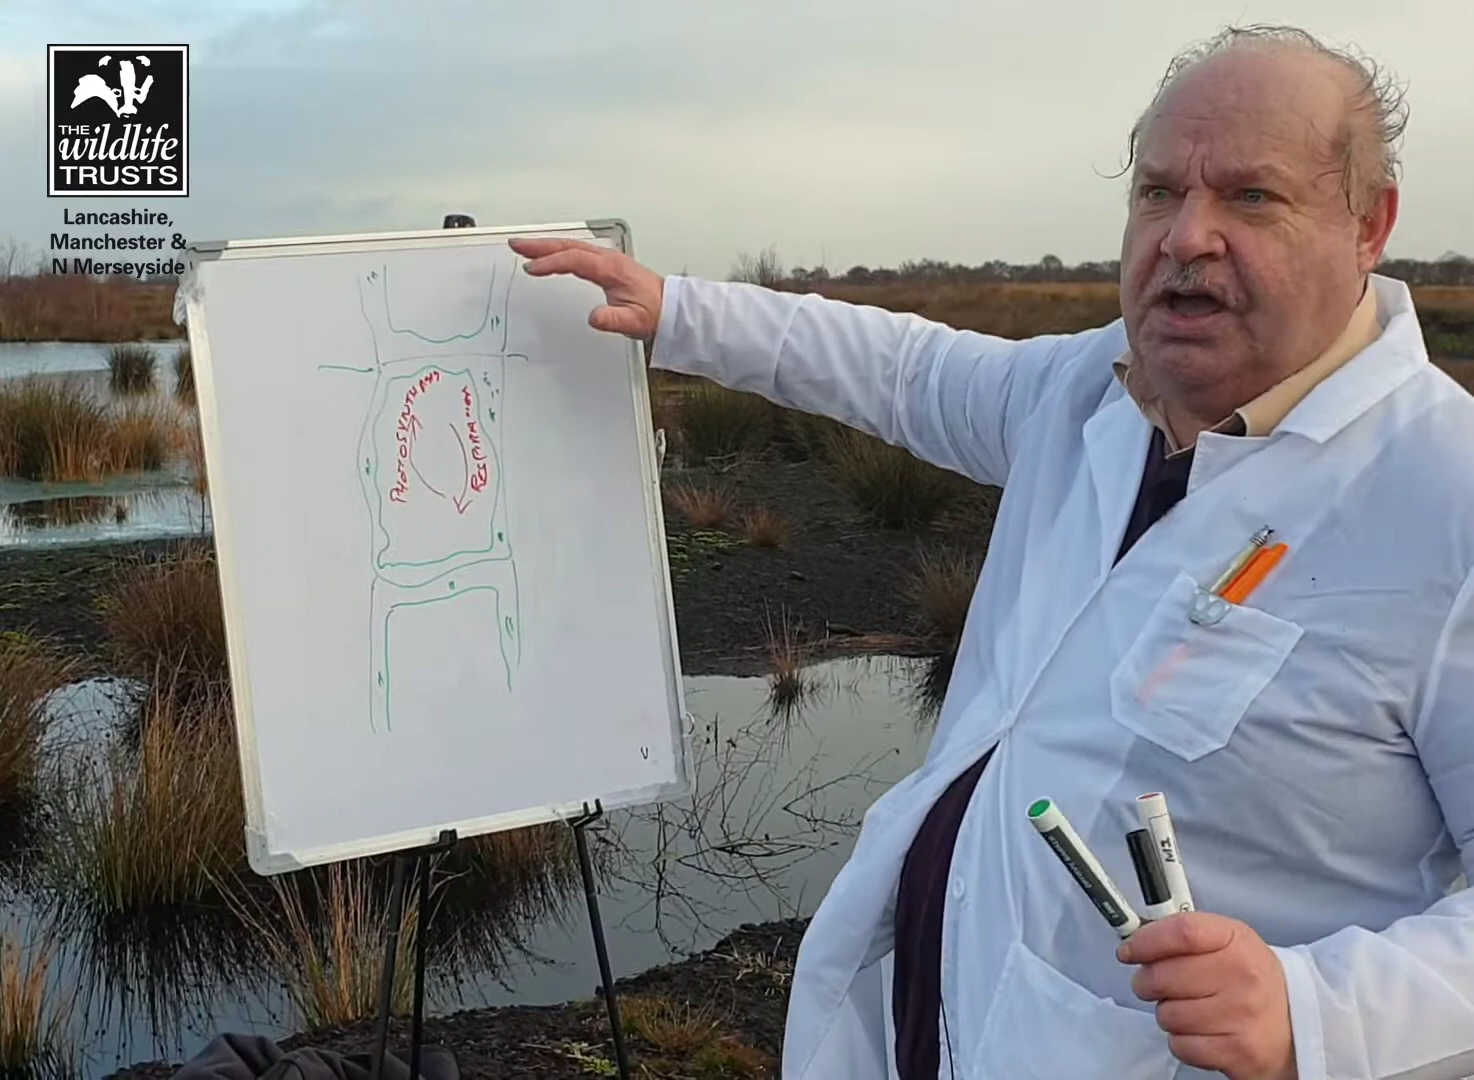 THE
wildlife
TRUSTS
Lancashire,
Manchester &
N Merseyside
PHOTOSYNTHESIS
RESPIRATION